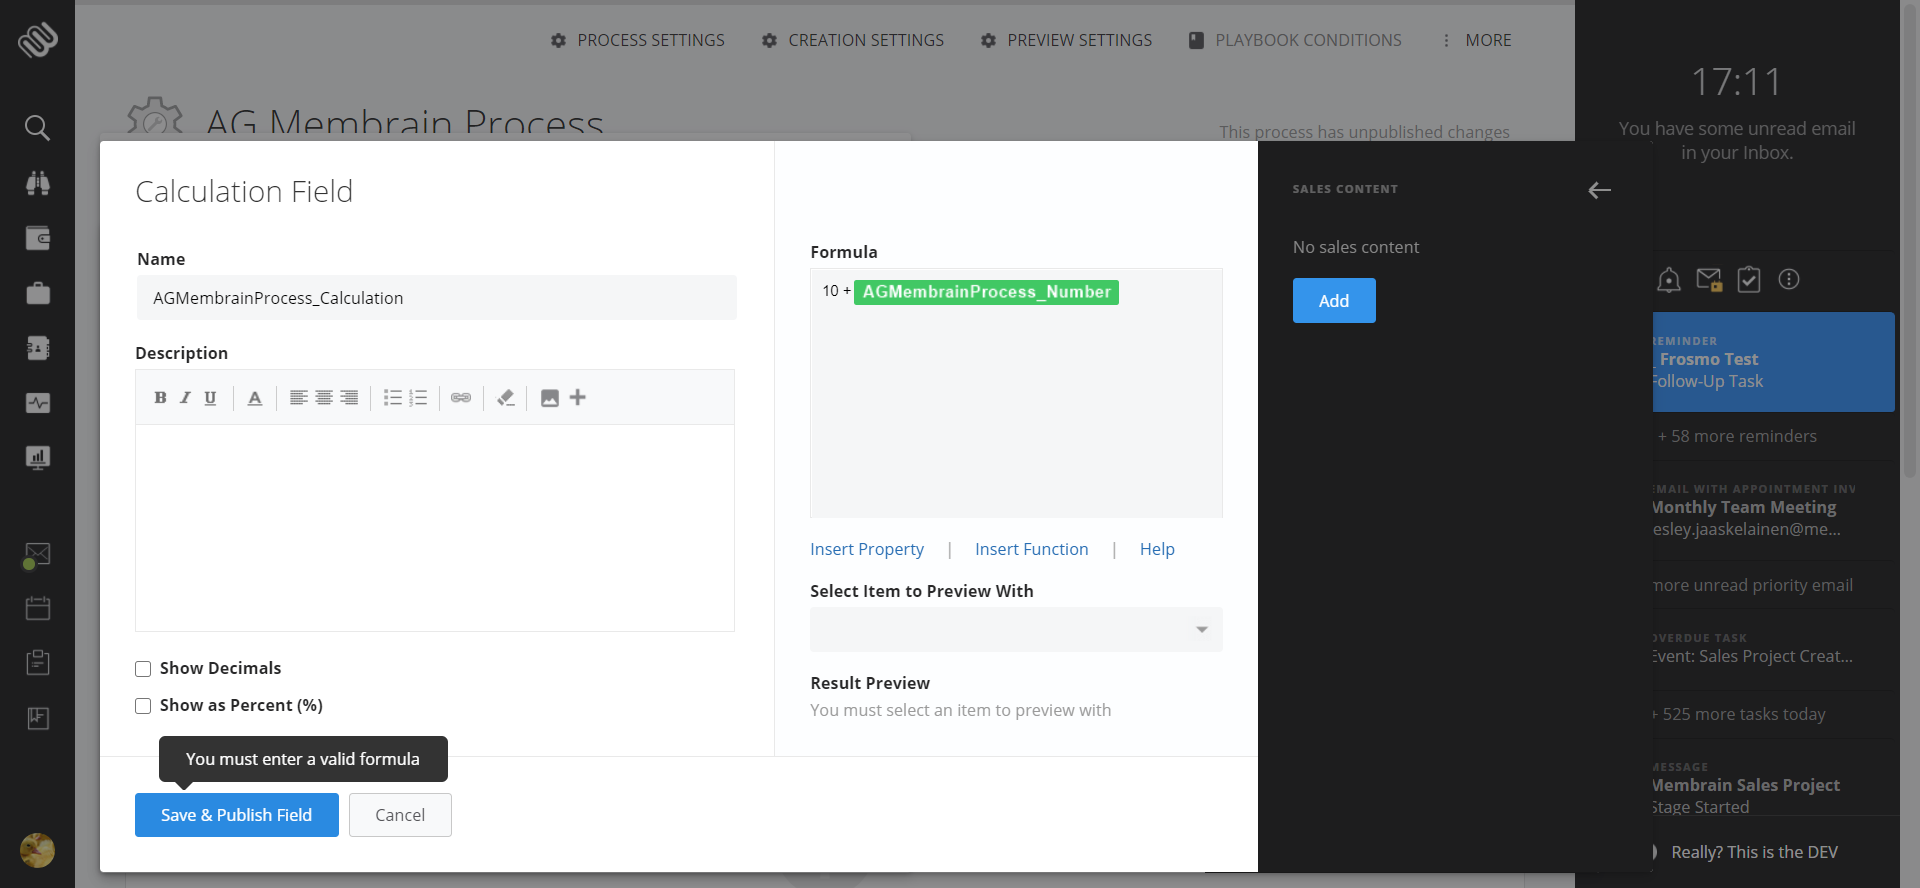 PROCESS SETTINGS
CREATION SETTINGS
PREVIEW SETTINGS
PLAYBOOK CONDITIONS
MORE
AG Membrain Process
This process has unpublished changes
17:11
You have some unread email
in your Inbox.
Calculation Field
Name
AGMembrainProcess_Calculation
Description
B I U A
Show Decimals
Show as Percent (%)
You must enter a valid formula
Save & Publish Field
Cancel
Formula
10 + AGMembrainProcess_Number
Insert Property | Insert Function | Help
Select Item to Preview With
Result Preview
You must select an item to preview with
SALES CONTENT
No sales content
Add
REMINDER
_Frosmo Test
Follow-Up Task
+ 58 more reminders
EMAIL WITH APPOINTMENT INV
Monthly Team Meeting
esley.jaaskelainen@me...
more unread priority email
OVERDUE TASK
Event: Sales Project Creat...
+ 525 more tasks today
MESSAGE
Membrain Sales Project
Stage Started
Really? This is the DEV